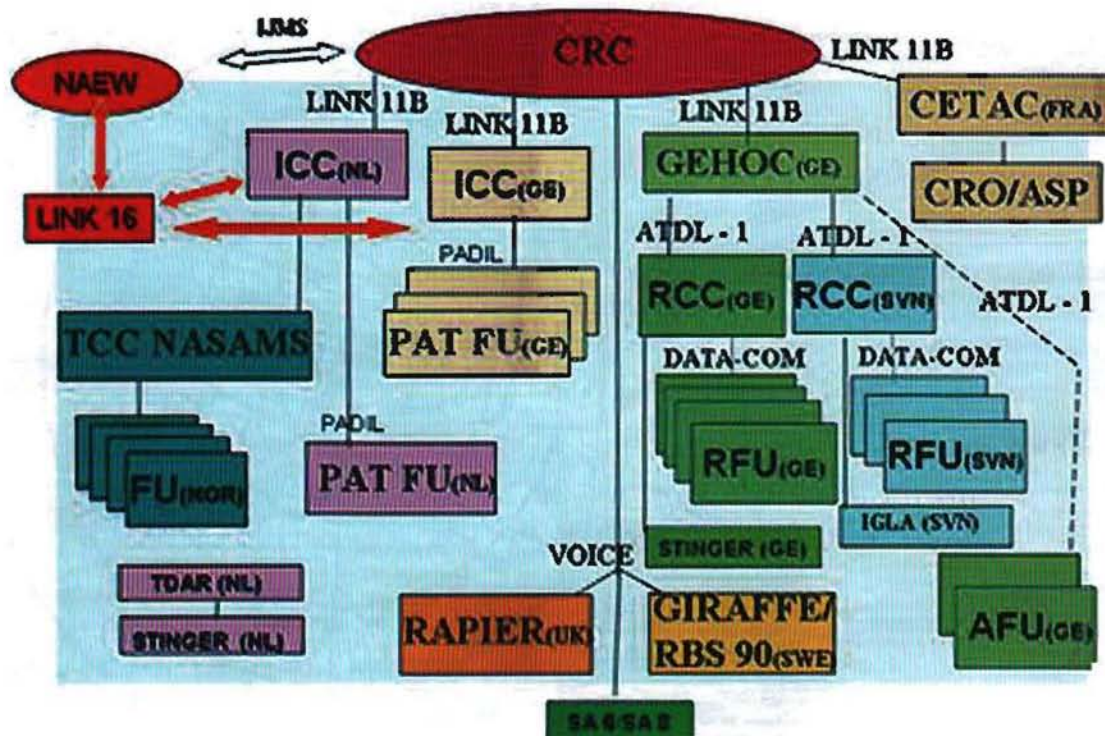 IJMS
CRC
LINK 11B
NAEW
CETAC(FRA)
LINK 11B
LINK 11B
LINK 11B
ICC(NL)
ICC(GE)
GEHOC(GE)
CRO/ASP
LINK 16
ATDL - 1
ATDL - 1
PADIL
RCC(GE)
RCC(SVN)
ATDL - 1
TCC NASAMS
PAT FU(GE)
DATA-COM
DATA-COM
PADIL
RFU(GE)
RFU(SVN)
FU(NOR)
PAT FU(NL)
IGLA (SVN)
VOICE
STINGER (GE)
TDAR (NL)
RAPIER(UK)
GIRAFFE/
RBS 90(SWE)
AFU(GE)
STINGER (NL)